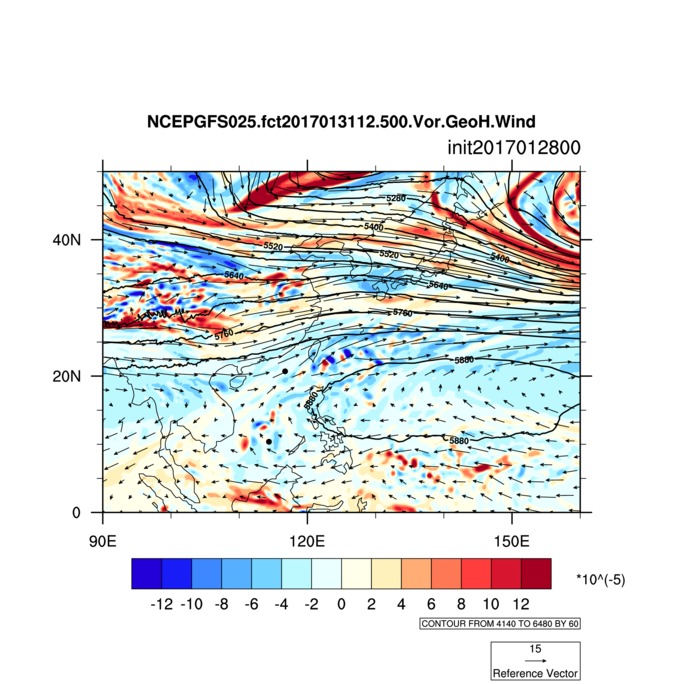 NCEPGFS025.fct2017013112.500.Vor.GeoH.Wind
init2017012800
5280
40N
5400
5520
5520
5400
5640
5640
5760
5760
5880
20N
5880
5880
0
90E 120E 150E
-12 -10 -8 -6 -4 -2 0 2 4 6 8 10 12
*10^(-5)
CONTOUR FROM 4140 TO 6480 BY 60
15
Reference Vector